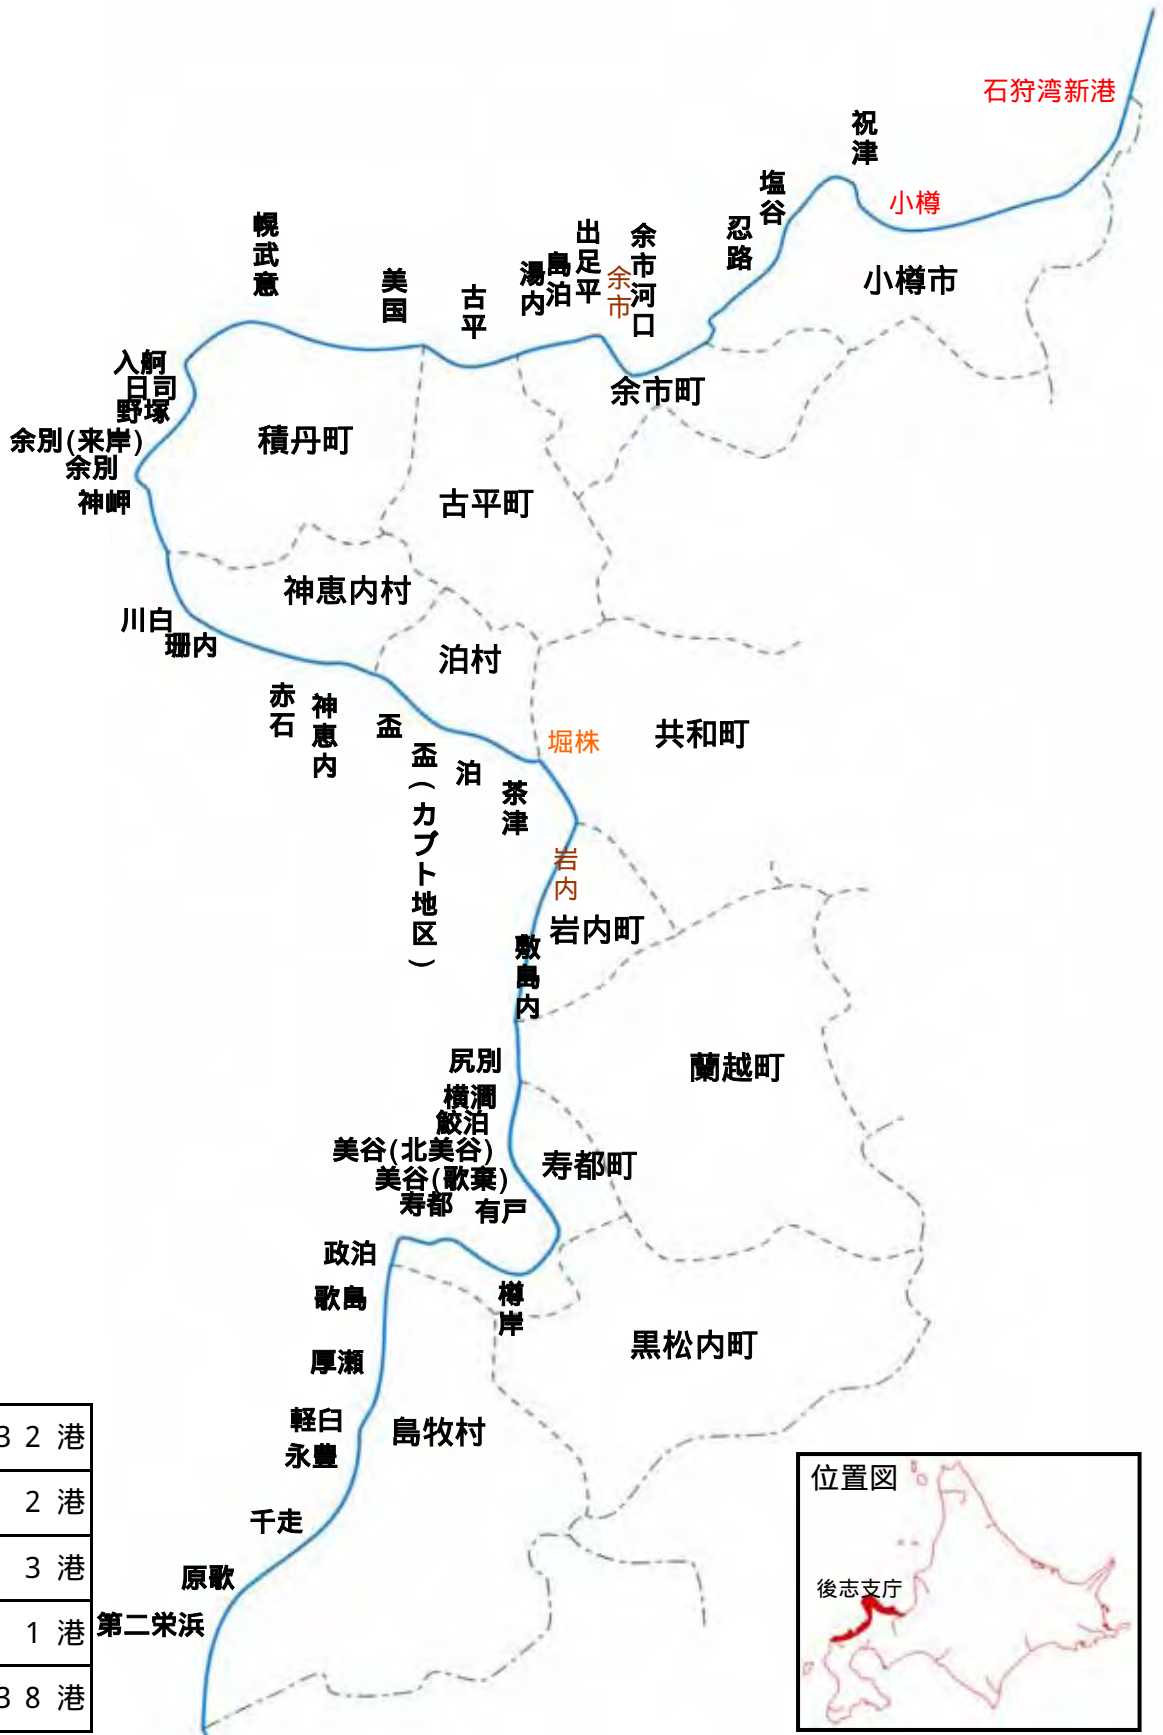 石狩湾新港
祝津
塩谷
小樽
忍路
小樽市
幌武意
美国
古平
湯内
島泊
出足平
余市
余市河口
余市町
入舸
日司
野塚
余別(来岸)
余別
神岬
積丹町
古平町
神恵内村
川白
珊内
泊村
赤石
神恵内
盃
盃(カブト地区)
泊
茶津
堀株
共和町
岩内
岩内町
敷島内
尻別
横澗
鮫泊
美谷(北美谷)
美谷(歌棄)
寿都
有戸
蘭越町
寿都町
政泊
歌島
樽岸
厚瀬
黒松内町
軽臼
永豊
島牧村
千走
原歌
第二栄浜
32港
2港
3港
1港
38港
位置図
後志支庁